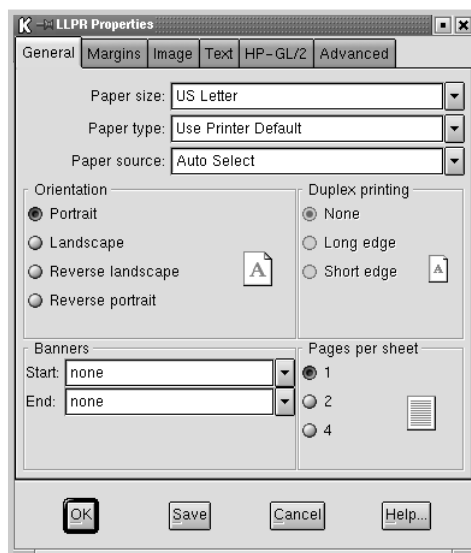 K LLPR Properties
General Margins Image Text HP-GL/2 Advanced
Paper size: US Letter
Paper type: Use Printer Default
Paper source: Auto Select
Orientation
Portrait
Landscape
Reverse landscape
Reverse portrait
A
Duplex printing
None
Long edge
Short edge
A
Banners
Start: none
End: none
Pages per sheet
1
2
4
OK Save Cancel Help...